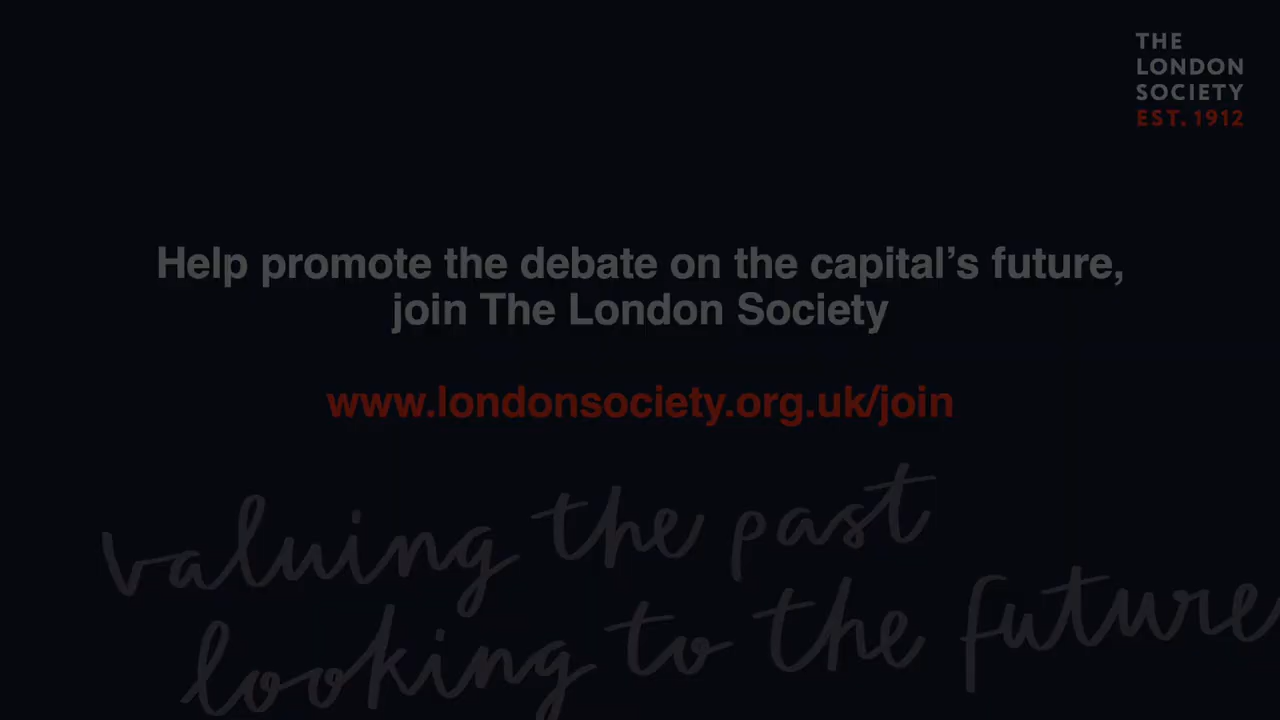 THE
LONDON
SOCIETY
EST. 1912
Help promote the debate on the capital's future,
join The London Society
www.londonsociety.org.uk/join
valuing the past
looking to the future